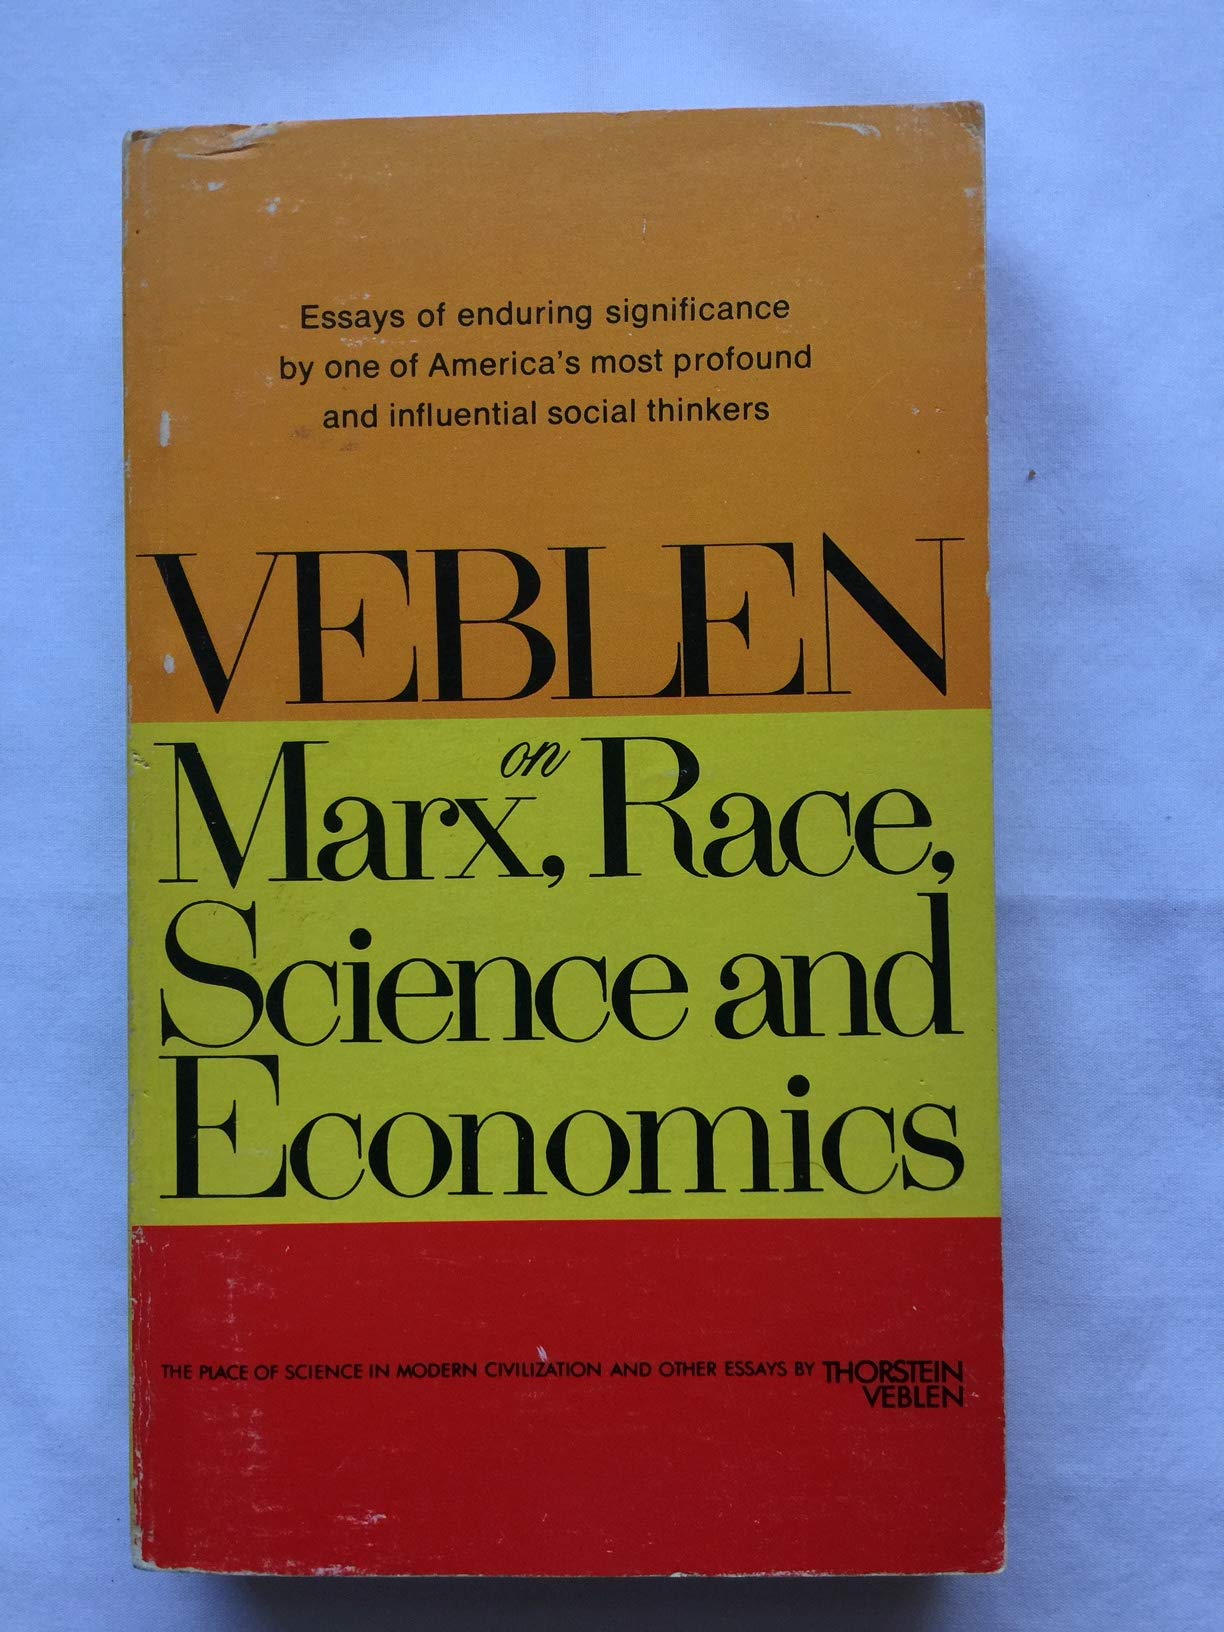 Essays of enduring significance
by one of America's most profound
and influential social thinkers
VEBLEN
on
Marx, Race,
Science and
Economics
THE PLACE OF SCIENCE IN MODERN CIVILIZATION AND OTHER ESSAYS BY THORSTEIN
VEBLEN